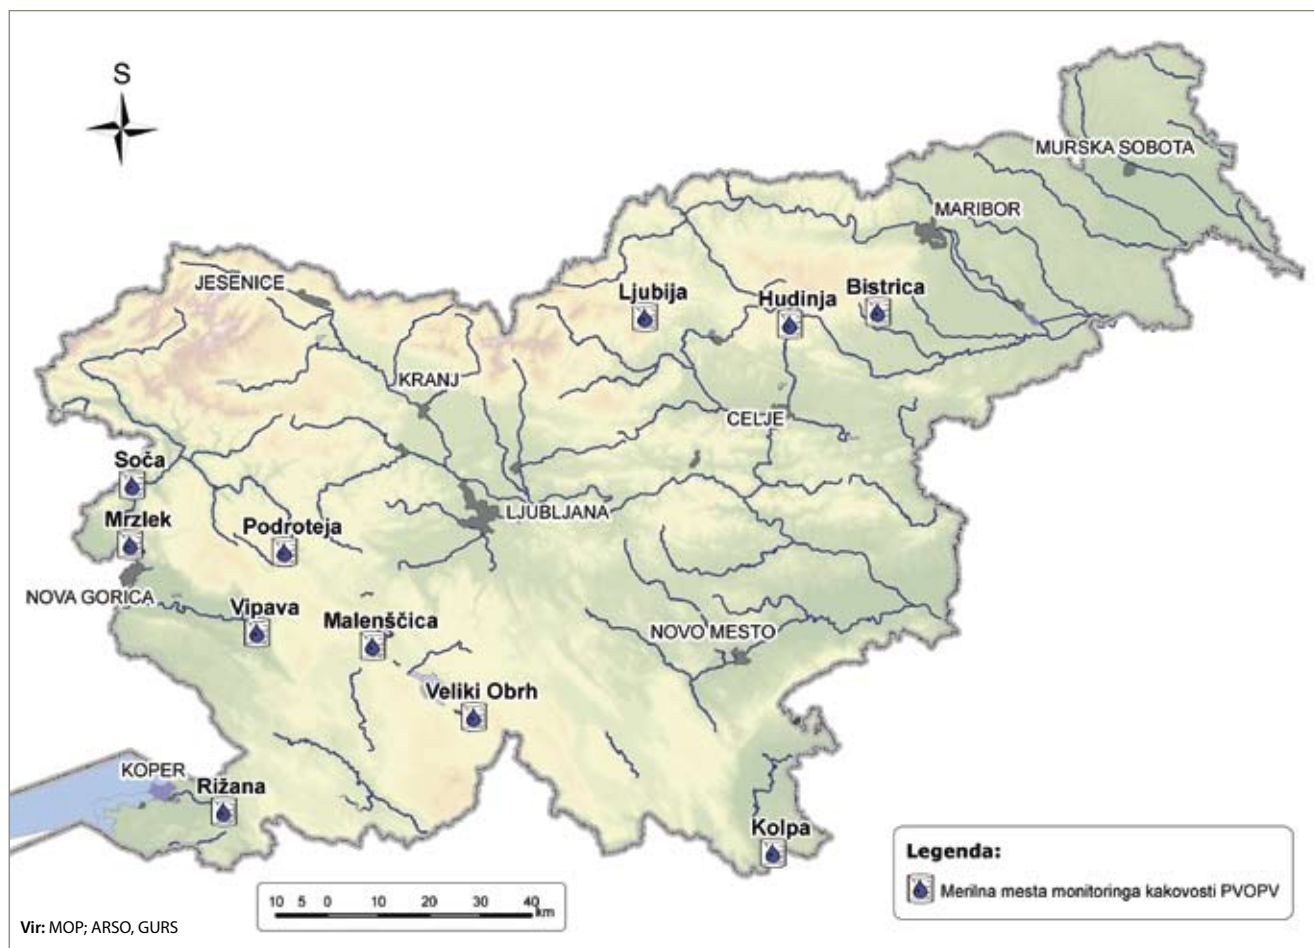 S
MURSKA SOBOTA
MARIBOR
JESENICE
Ljubija
Hudinja
Bistrica
KRANJ
CELJE
Soča
Mrzlek
Podroteja
LJUBLJANA
NOVA GORICA
Vipava
Malenščica
NOVO MESTO
Veliki Obrh
KOPER
Rižana
Kolpa
Legenda:
Merilna mesta monitoringa kakovosti PVOPV
10 5 0 10 20 30 40
km
Vir: MOP; ARSO, GURS